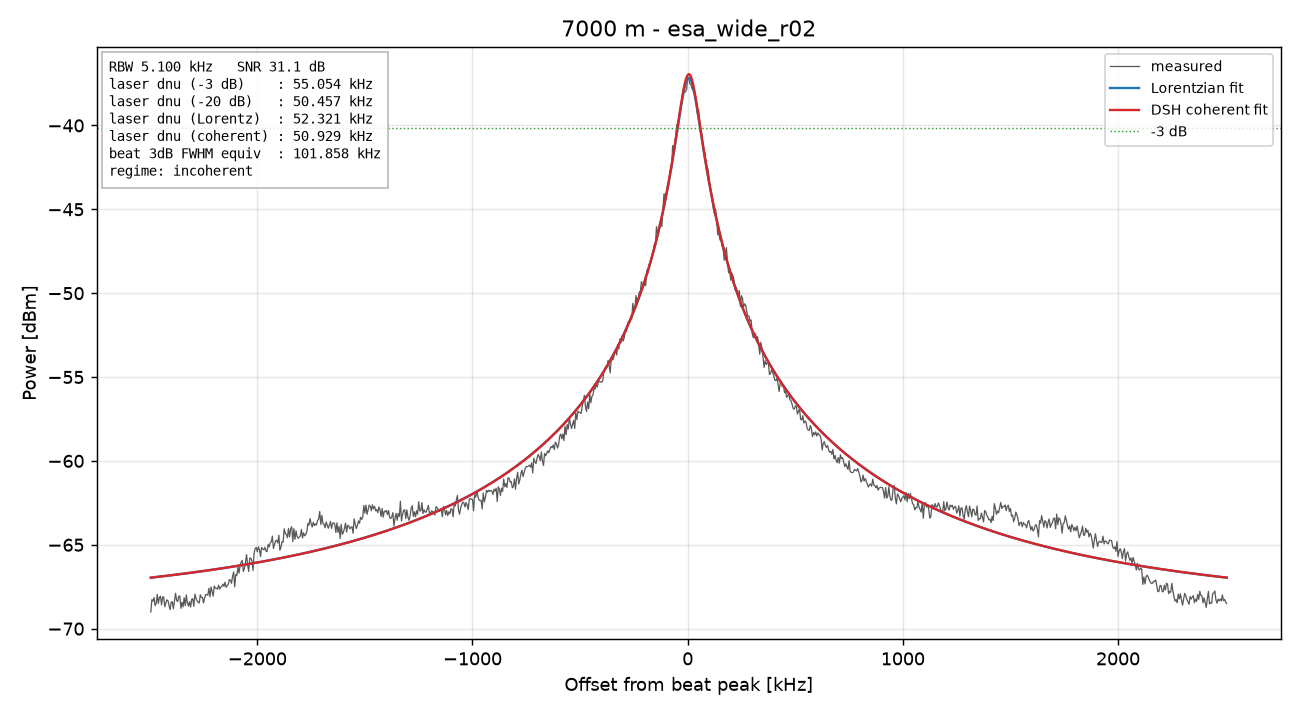 7000 m - esa_wide_r02
RBW 5.100 kHz   SNR 31.1 dB
laser dnu (-3 dB)    : 55.054 kHz
laser dnu (-20 dB)   : 50.457 kHz
laser dnu (Lorentz)  : 52.321 kHz
laser dnu (coherent) : 50.929 kHz
beat 3dB FWHM equiv  : 101.858 kHz
regime: incoherent
measured
Lorentzian fit
DSH coherent fit
-3 dB
Power [dBm]
−40
−45
−50
−55
−60
−65
−70
−2000
−1000
0
1000
2000
Offset from beat peak [kHz]